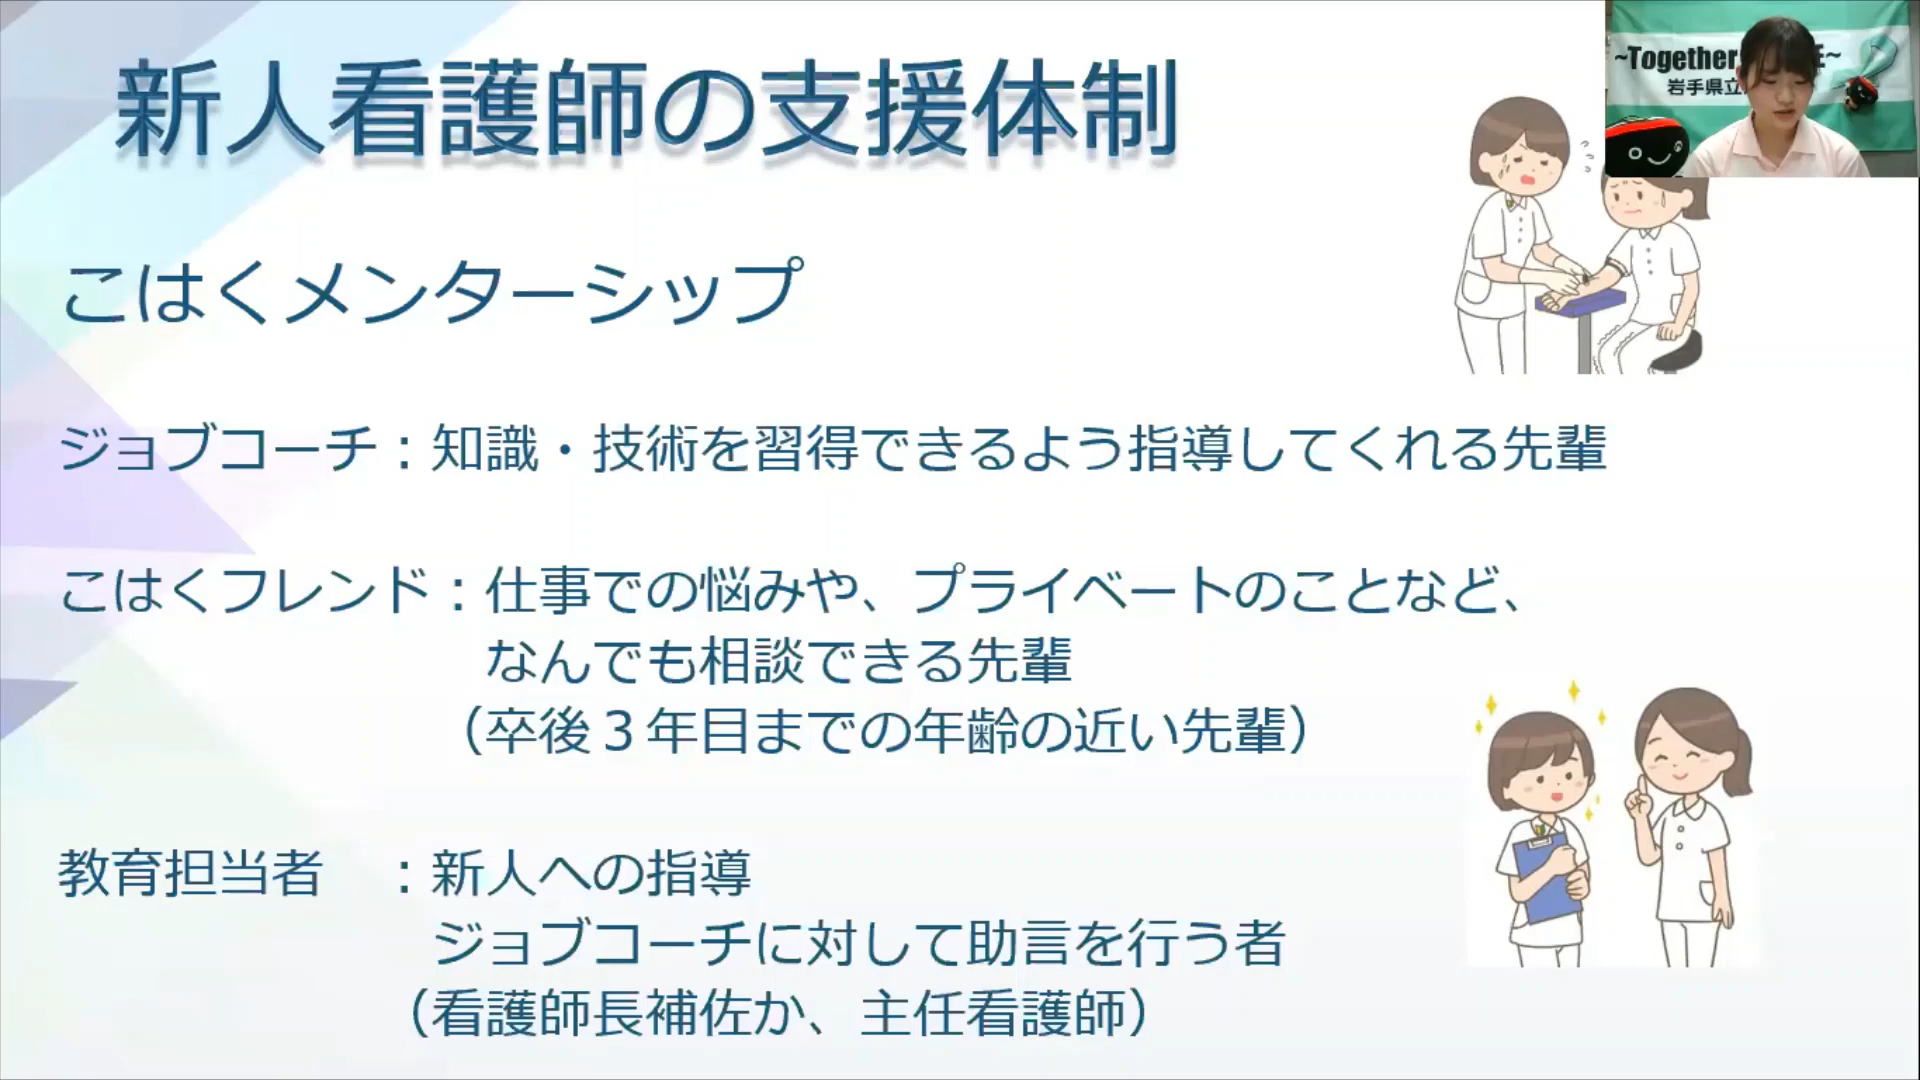 新人看護師の支援体制
~Together
E~
岩手県立
こはくメンターシップ
ジョブコーチ：知識・技術を習得できるよう指導してくれる先輩
こはくフレンド：仕事での悩みや、プライベートのことなど、
なんでも相談できる先輩
（卒後３年目までの年齢の近い先輩）
教育担当者　：新人への指導
ジョブコーチに対して助言を行う者
（看護師長補佐か、主任看護師）